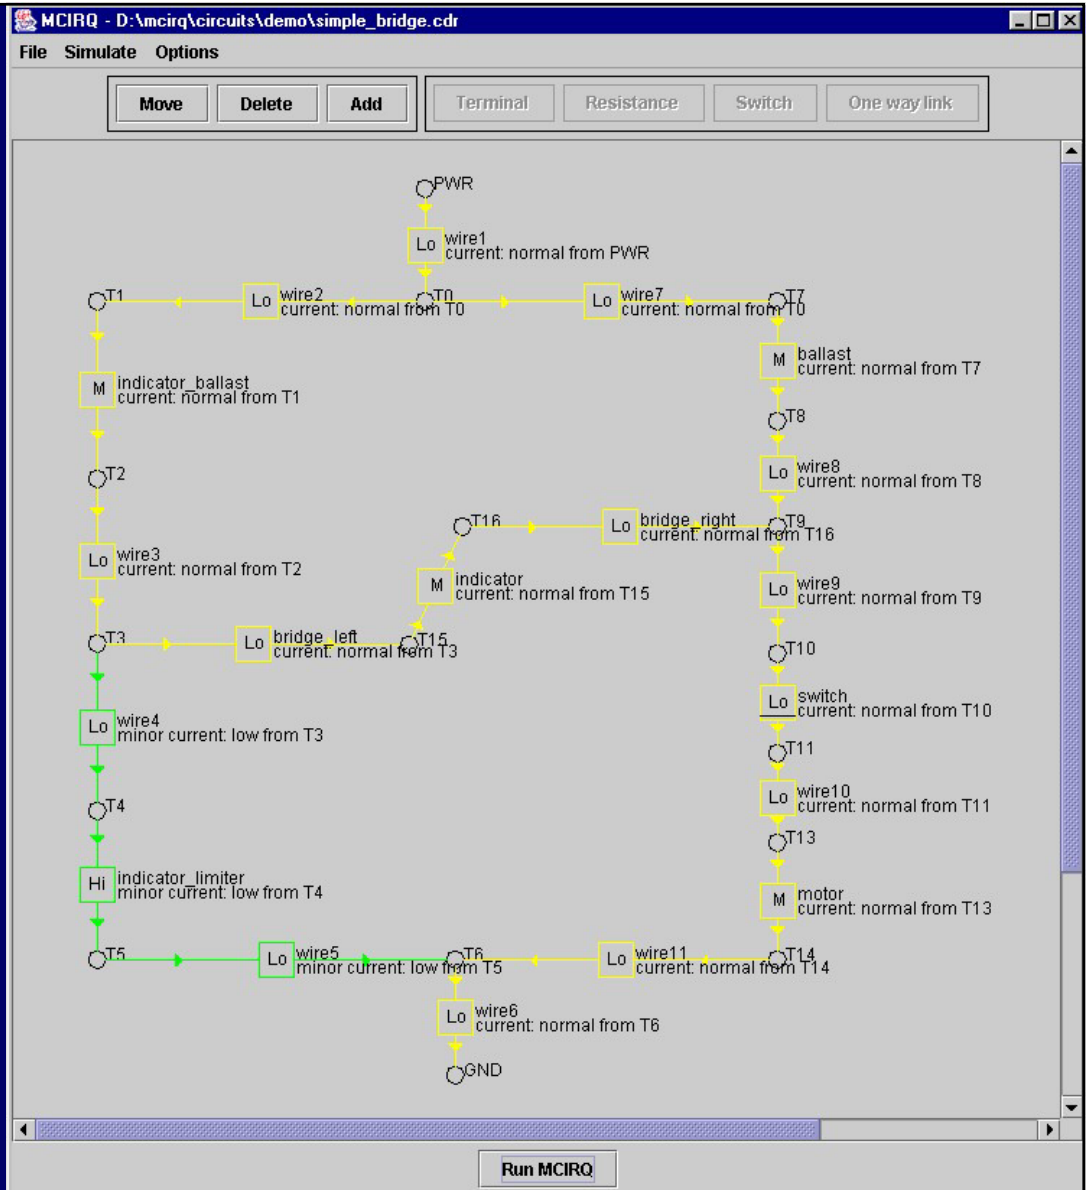 MCIRQ - D:\mcirq\circuits\demo\simple_bridge.cdr
File Simulate Options
Move Delete Add Terminal Resistance Switch One way link
PWR
Lo wire1
current: normal from PWR
T1
Lo wire2
current: normal from T0
T0
Lo wire7
current: normal from T0
T7
M ballast
current: normal from T7
M indicator_ballast
current: normal from T1
T8
T2
Lo wire8
current: normal from T8
T16
Lo bridge_right
current: normal from T16
T9
Lo wire3
current: normal from T2
M indicator
current: normal from T15
Lo wire9
current: normal from T9
T3
Lo bridge_left
current: normal from T3
T15
T10
Lo switch
current: normal from T10
Lo wire4
minor current: low from T3
T11
Lo wire10
current: normal from T11
T4
T13
Hi indicator_limiter
minor current: low from T4
M motor
current: normal from T13
T5
Lo wire5
minor current: low from T5
T6
Lo wire11
current: normal from T14
T14
Lo wire6
current: normal from T6
GND
Run MCIRQ